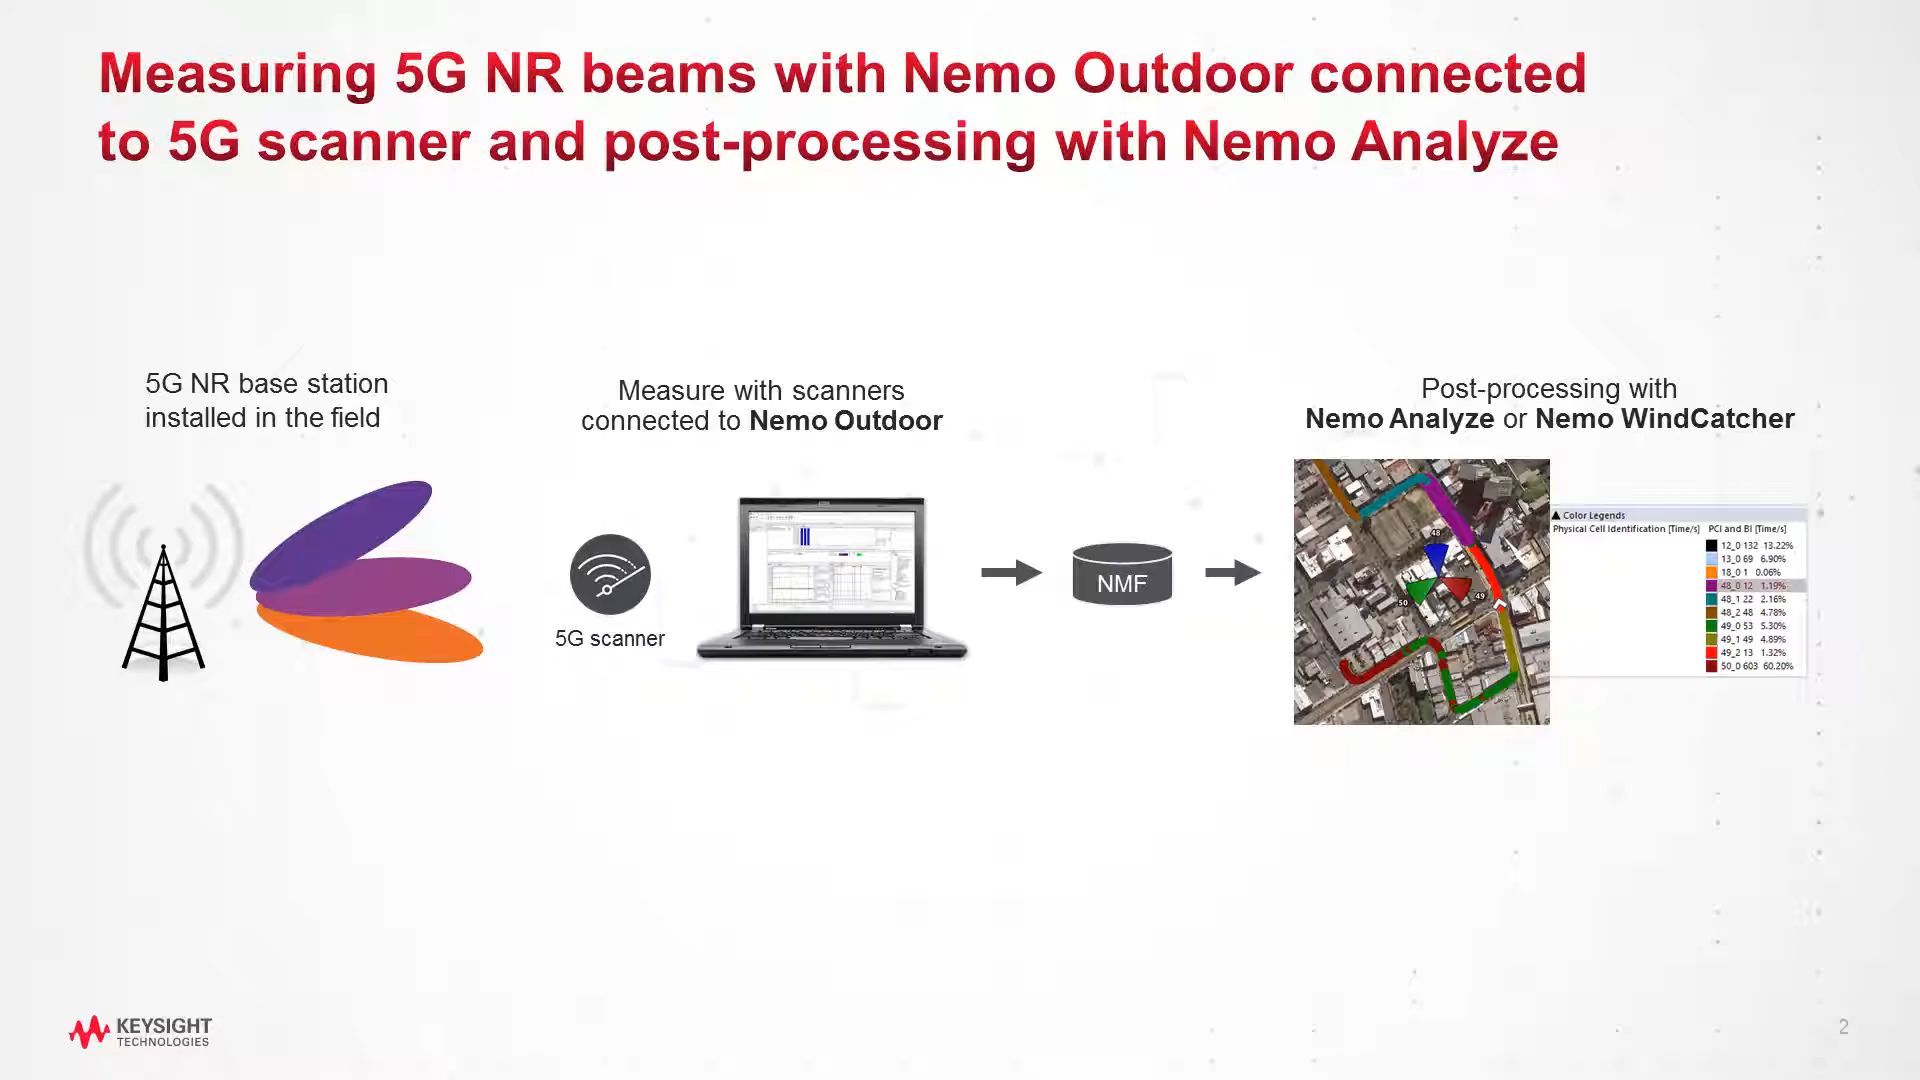 Measuring 5G NR beams with Nemo Outdoor connected
to 5G scanner and post-processing with Nemo Analyze
5G NR base station
installed in the field
Measure with scanners
connected to Nemo Outdoor
5G scanner
NMF
Post-processing with
Nemo Analyze or Nemo WindCatcher
48
49
50
Color Legends
Physical Cell Identification [Time/s] PCI and BI [Time/s]
12_0 132 13.22%
13_0 69 6.90%
18_0 1 0.06%
48_0 12 1.19%
48_1 22 2.16%
48_2 48 4.78%
49_0 53 5.30%
49_1 49 4.89%
49_2 13 1.32%
50_0 603 60.20%
KEYSIGHT
TECHNOLOGIES
2